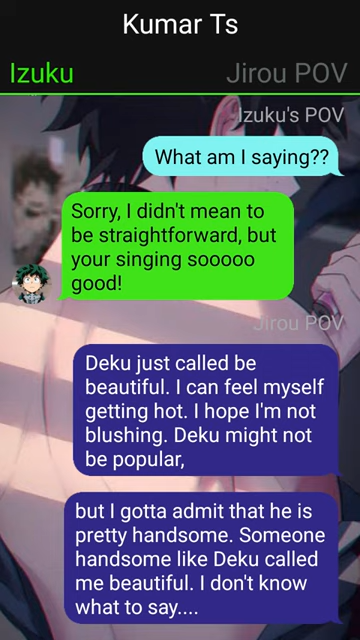 Kumar Ts
Izuku
Jirou POV
Izuku's POV
What am I saying??
Sorry, I didn't mean to
be straightforward, but
your singing sooooo
good!
Jirou POV
Deku just called be
beautiful. I can feel myself
getting hot. I hope I'm not
blushing. Deku might not
be popular,
but I gotta admit that he is
pretty handsome. Someone
handsome like Deku called
me beautiful. I don't know
what to say....